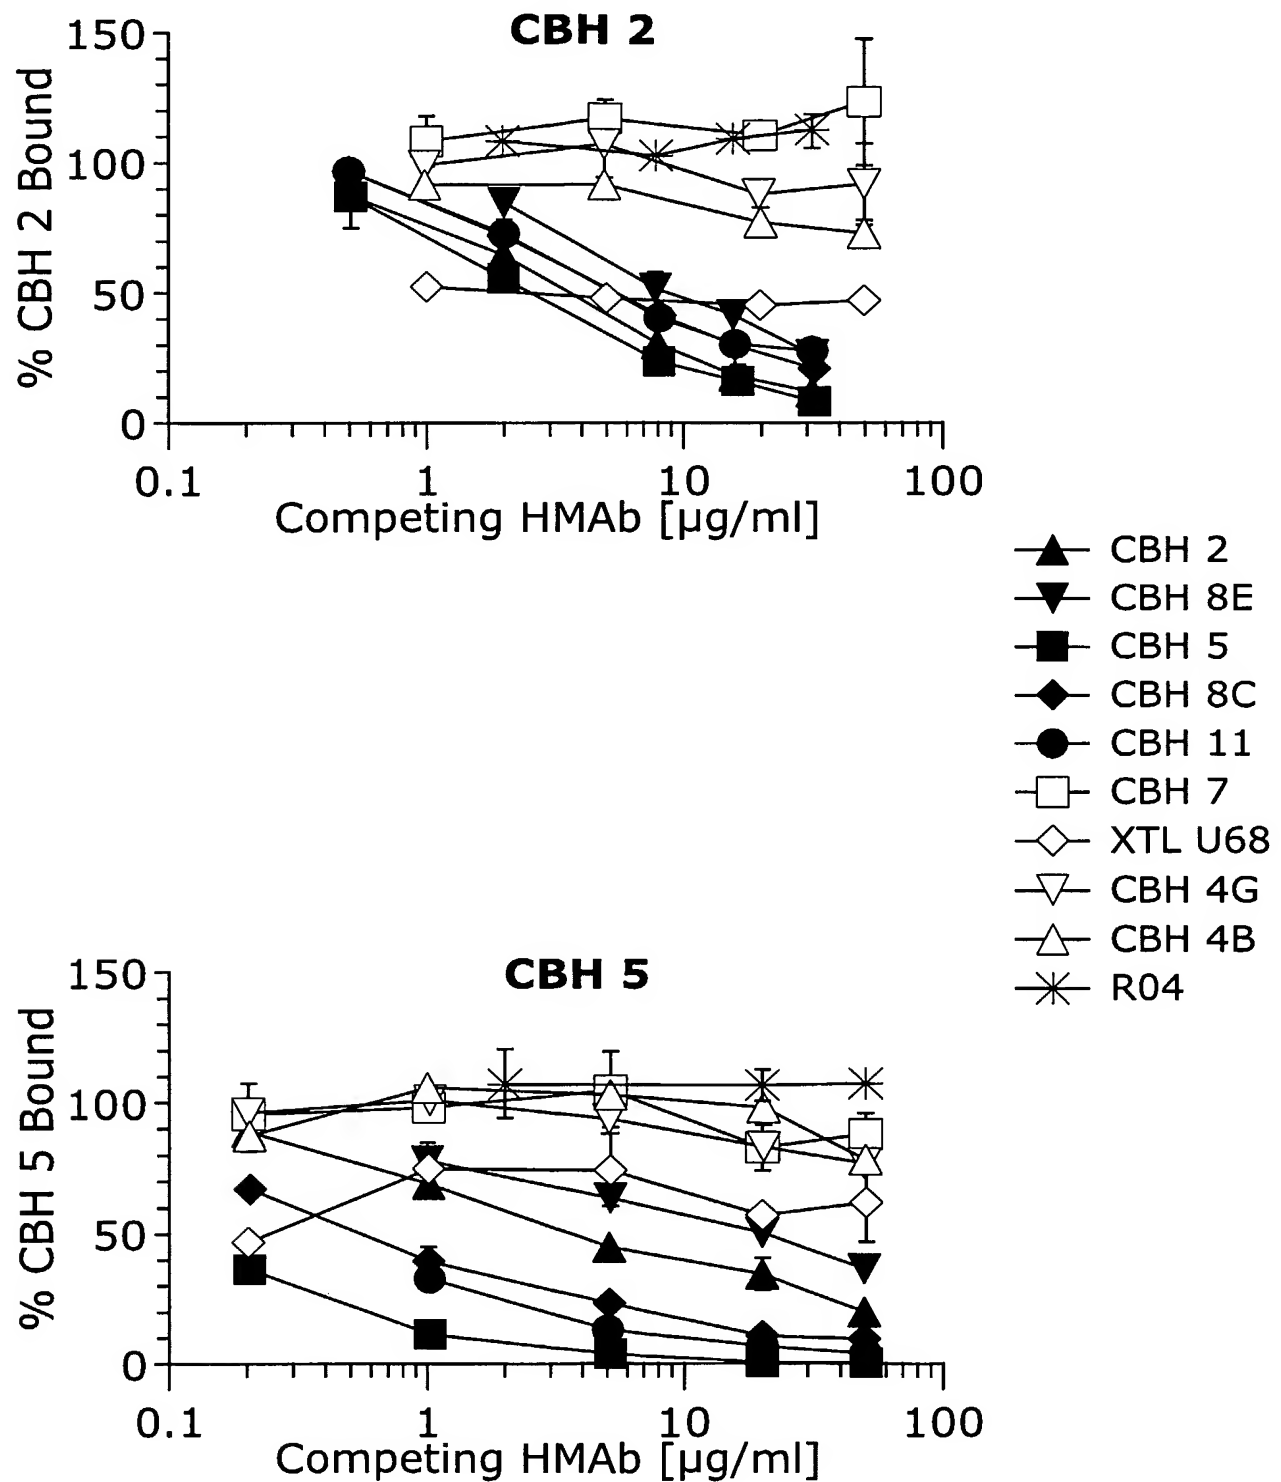 CBH 2
% CBH 2 Bound
150
100
50
0
0.1 1 10 100
Competing HMAb [µg/ml]
CBH 2
CBH 8E
CBH 5
CBH 8C
CBH 11
CBH 7
XTL U68
CBH 4G
CBH 4B
R04
CBH 5
% CBH 5 Bound
150
100
50
0
0.1 1 10 100
Competing HMAb [µg/ml]